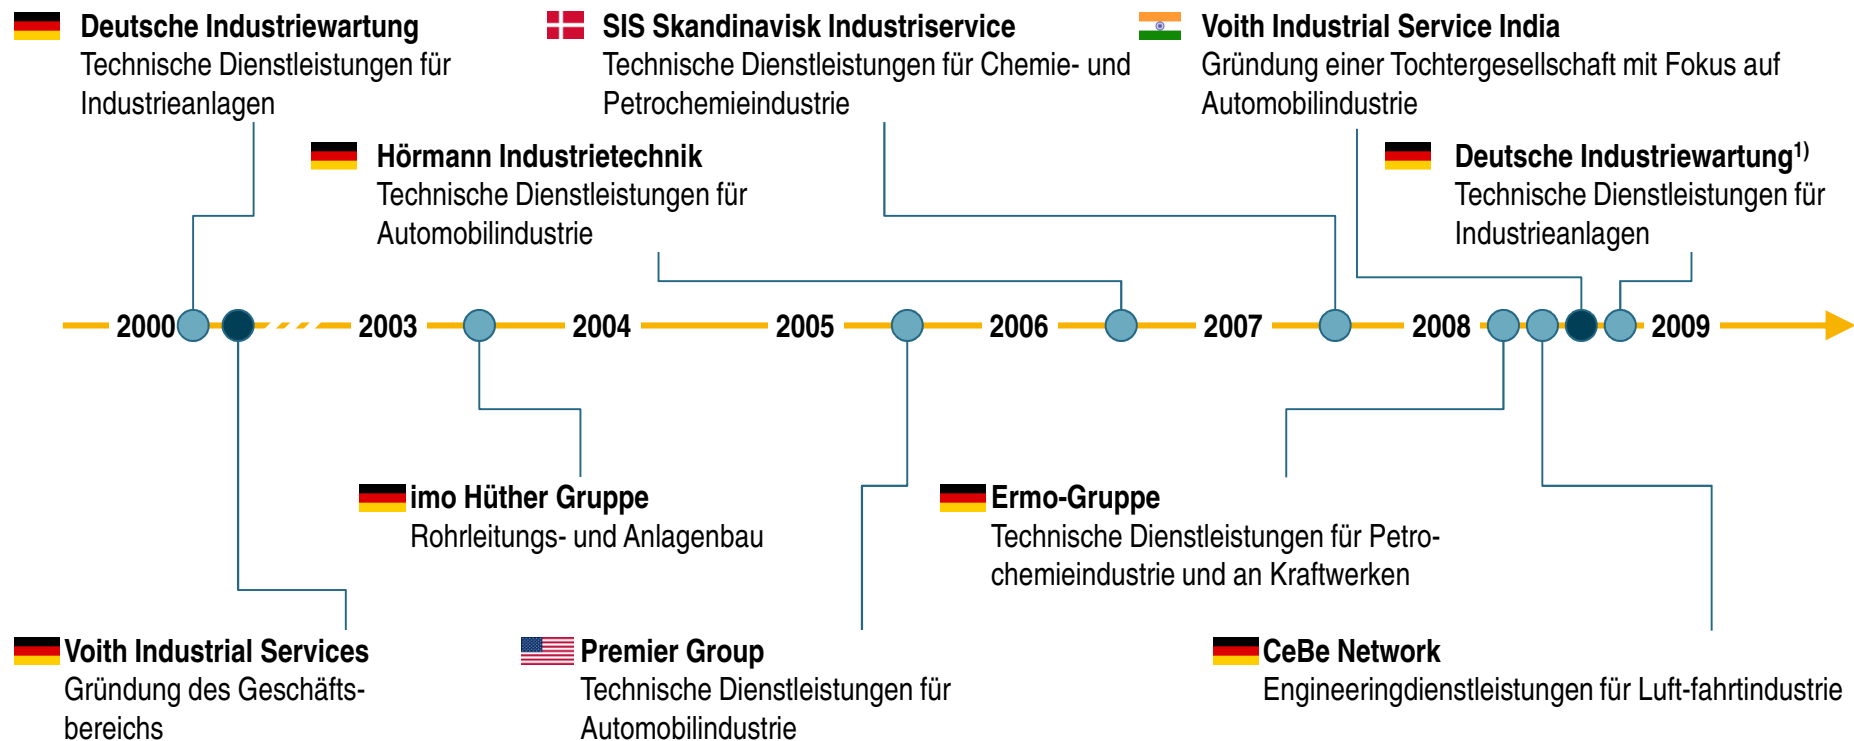 Deutsche Industriewartung
Technische Dienstleistungen für
Industrieanlagen
SIS Skandinavisk Industriservice
Technische Dienstleistungen für Chemie- und
Petrochemieindustrie
Voith Industrial Service India
Gründung einer Tochtergesellschaft mit Fokus auf
Automobilindustrie
Hörmann Industrietechnik
Technische Dienstleistungen für
Automobilindustrie
Deutsche Industriewartung1)
Technische Dienstleistungen für
Industrieanlagen
2000 2003 2004 2005 2006 2007 2008 2009
imo Hüther Gruppe
Rohrleitungs- und Anlagenbau
Ermo-Gruppe
Technische Dienstleistungen für Petro-
chemieindustrie und an Kraftwerken
Voith Industrial Services
Gründung des Geschäfts-
bereichs
Premier Group
Technische Dienstleistungen für
Automobilindustrie
CeBe Network
Engineeringdienstleistungen für Luft-fahrtindustrie